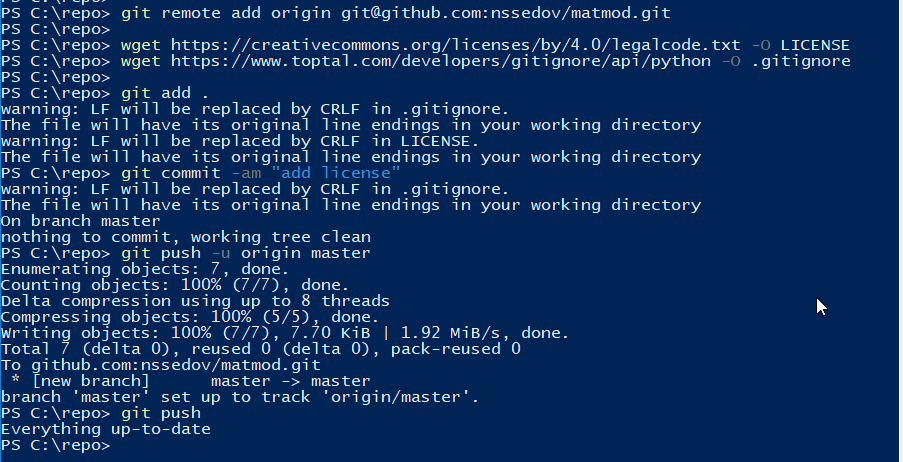 PS C:\repo> git remote add origin git@github.com:nssedov/matmod.git
PS C:\repo>
PS C:\repo> wget https://creativecommons.org/licenses/by/4.0/legalcode.txt -O LICENSE
PS C:\repo> wget https://www.toptal.com/developers/gitignore/api/python -O .gitignore
PS C:\repo>
PS C:\repo> git add .
warning: LF will be replaced by CRLF in .gitignore.
The file will have its original line endings in your working directory
warning: LF will be replaced by CRLF in LICENSE.
The file will have its original line endings in your working directory
PS C:\repo> git commit -am "add license"
warning: LF will be replaced by CRLF in .gitignore.
The file will have its original line endings in your working directory
On branch master
nothing to commit, working tree clean
PS C:\repo> git push -u origin master
Enumerating objects: 7, done.
Counting objects: 100% (7/7), done.
Delta compression using up to 8 threads
Compressing objects: 100% (5/5), done.
Writing objects: 100% (7/7), 7.70 KiB | 1.92 MiB/s, done.
Total 7 (delta 0), reused 0 (delta 0), pack-reused 0
To github.com:nssedov/matmod.git
 * [new branch]      master -> master
branch 'master' set up to track 'origin/master'.
PS C:\repo> git push
Everything up-to-date
PS C:\repo>